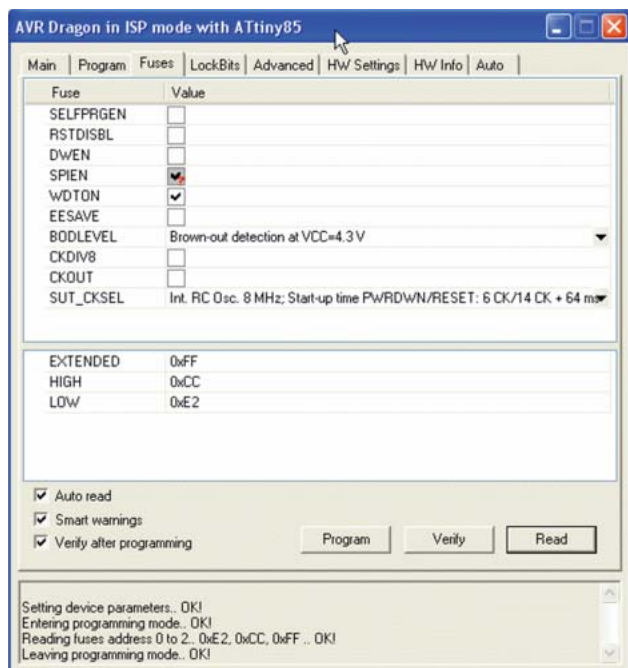 AVR Dragon in ISP mode with ATtiny85
Main Program Fuses LockBits Advanced HW Settings HW Info Auto
Fuse Value
SELFPRGEN
RSTDISBL
DWEN
SPIEN
WDTON
EESAVE
BODLEVEL Brown-out detection at VCC=4.3 V
CKDIV8
CKOUT
SUT_CKSEL Int. RC Osc. 8 MHz; Start-up time PWRDWN/RESET: 6 CK/14 CK + 64 ms
EXTENDED 0xFF
HIGH 0xCC
LOW 0xE2
Auto read
Smart warnings
Verify after programming
Program Verify Read
Setting device parameters.. OK!
Entering programming mode.. OK!
Reading fuses address 0 to 2.. 0xE2, 0xCC, 0xFF .. OK!
Leaving programming mode.. OK!